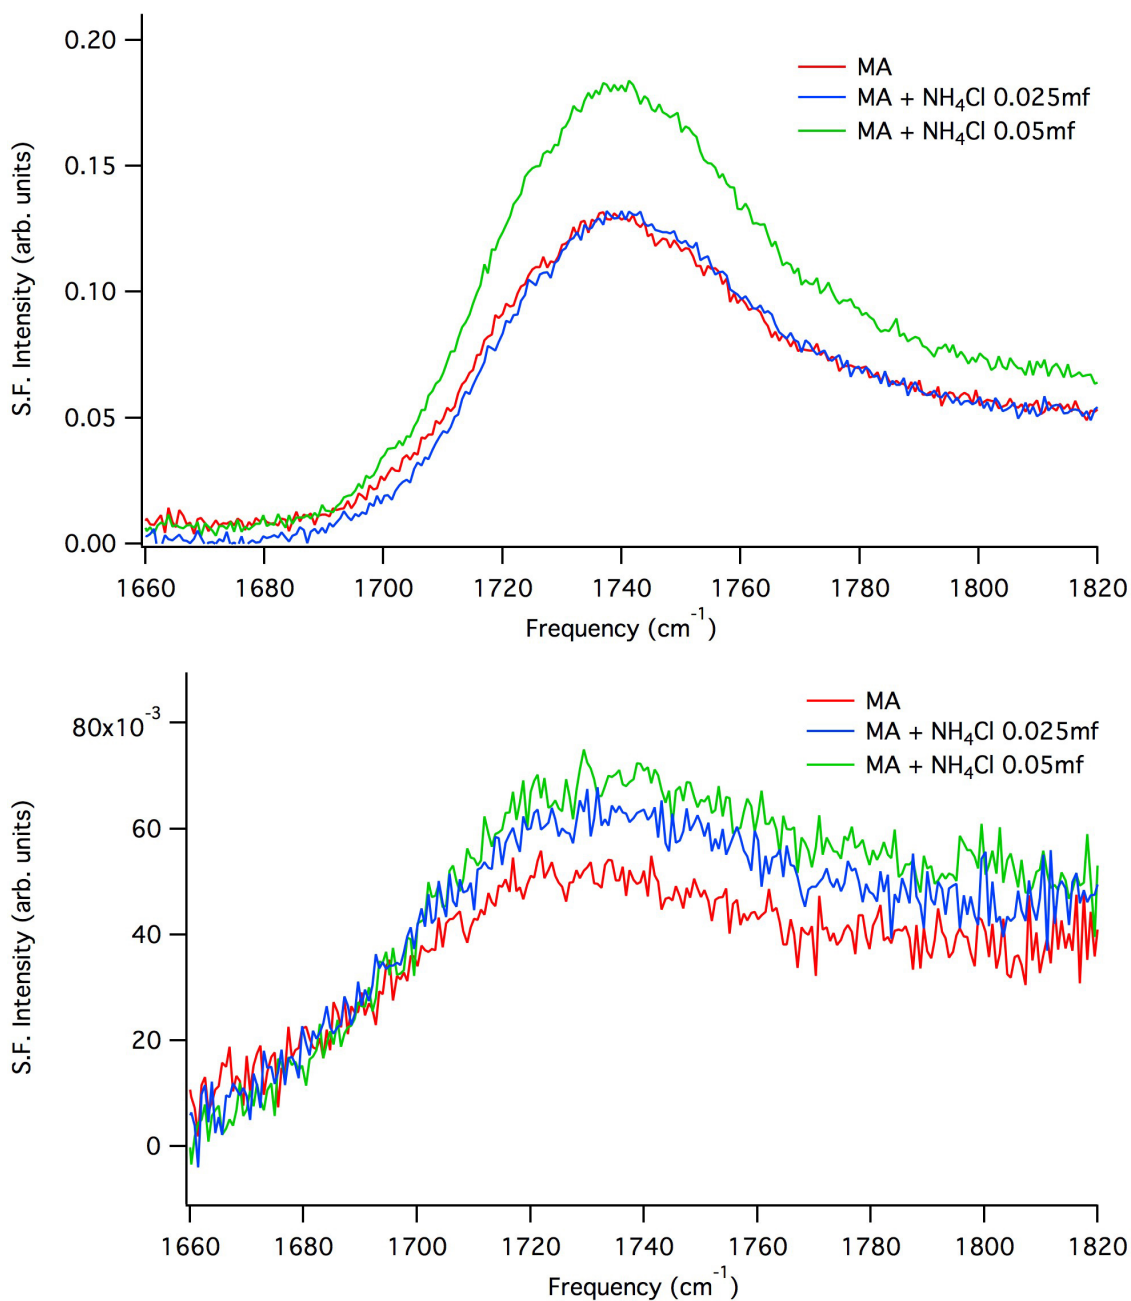 0.20
0.15
0.10
0.05
0.00
S.F. Intensity (arb. units)
MA
MA + NH₄Cl 0.025mf
MA + NH₄Cl 0.05mf
1660 1680 1700 1720 1740 1760 1780 1800 1820
Frequency (cm⁻¹)
80x10⁻³
60
40
20
0
S.F. Intensity (arb. units)
MA
MA + NH₄Cl 0.025mf
MA + NH₄Cl 0.05mf
1660 1680 1700 1720 1740 1760 1780 1800 1820
Frequency (cm⁻¹)